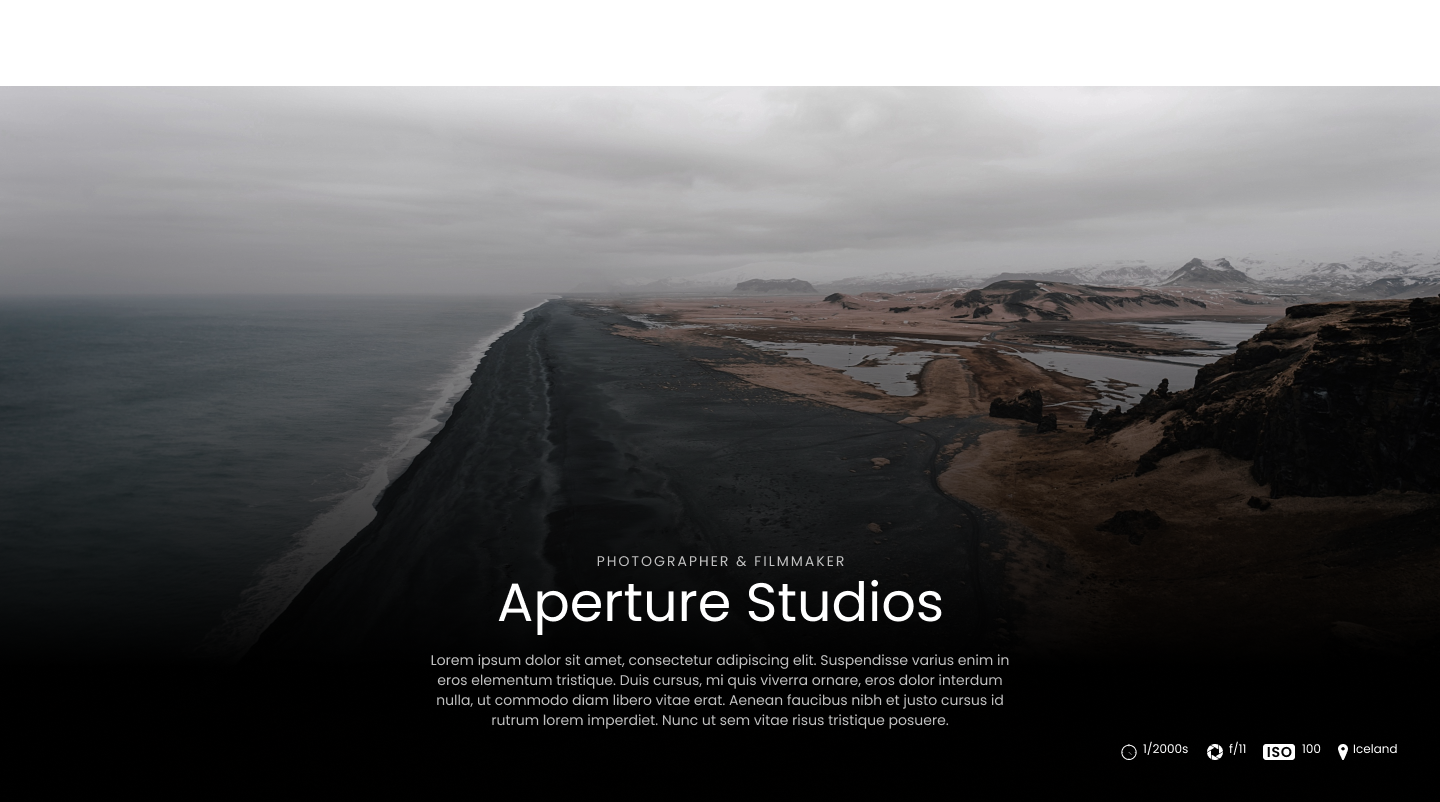 PHOTOGRAPHER & FILMMAKER
Aperture Studios
Lorem ipsum dolor sit amet, consectetur adipiscing elit. Suspendisse varius enim in
eros elementum tristique. Duis cursus, mi quis viverra ornare, eros dolor interdum
nulla, ut commodo diam libero vitae erat. Aenean faucibus nibh et justo cursus id
rutrum lorem imperdiet. Nunc ut sem vitae risus tristique posuere.
1/2000s f/11 ISO 100 Iceland